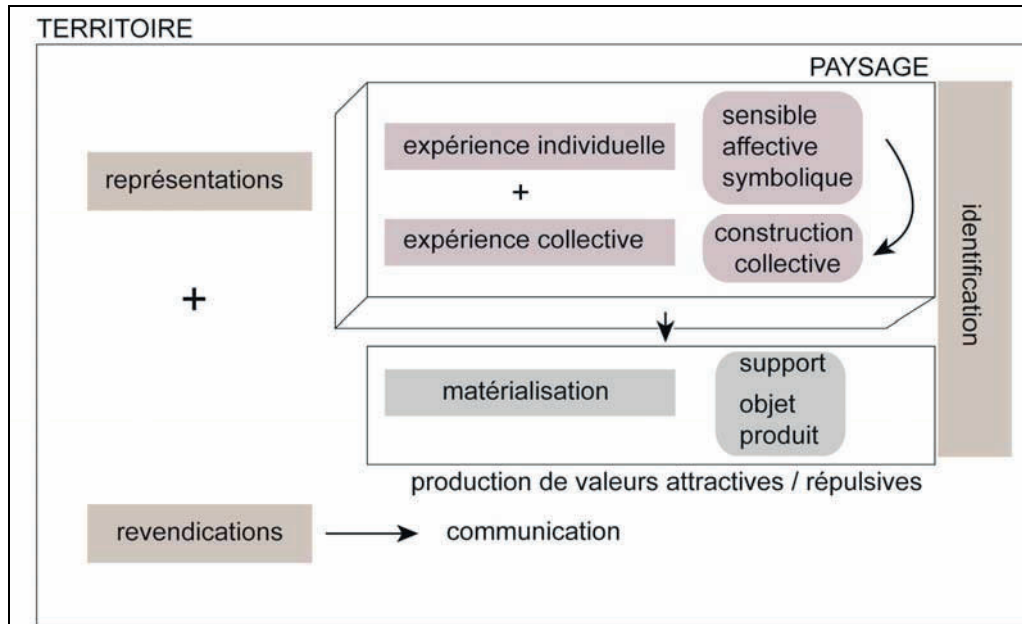 TERRITOIRE
PAYSAGE
représentations
+
revendications
expérience individuelle
+
expérience collective
sensible
affective
symbolique
construction
collective
matérialisation
support
objet
produit
identification
production de valeurs attractives / répulsives
communication